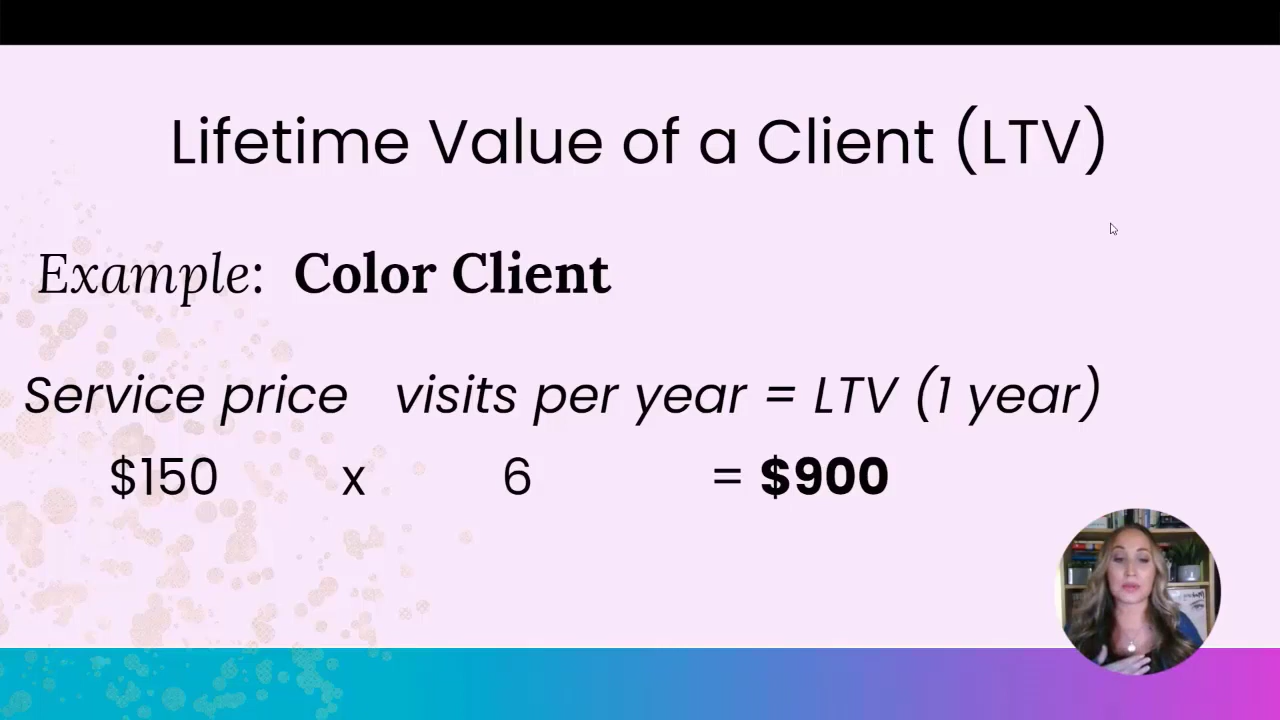 Lifetime Value of a Client (LTV)
Example: Color Client
Service price visits per year = LTV (1 year)
$150 x 6 = $900